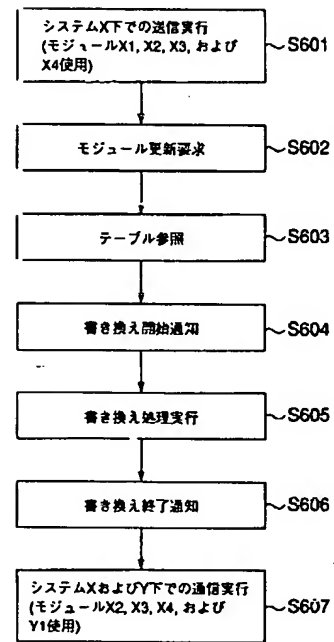 システムX下での送信実行
(モジュールX1, X2, X3, および
X4使用)
S601
モジュール更新要求
S602
テーブル参照
S603
書き換え開始通知
S604
書き換え処理実行
S605
書き換え終了通知
S606
システムXおよびY下での通信実行
(モジュールX2, X3, X4, および
Y1使用)
S607